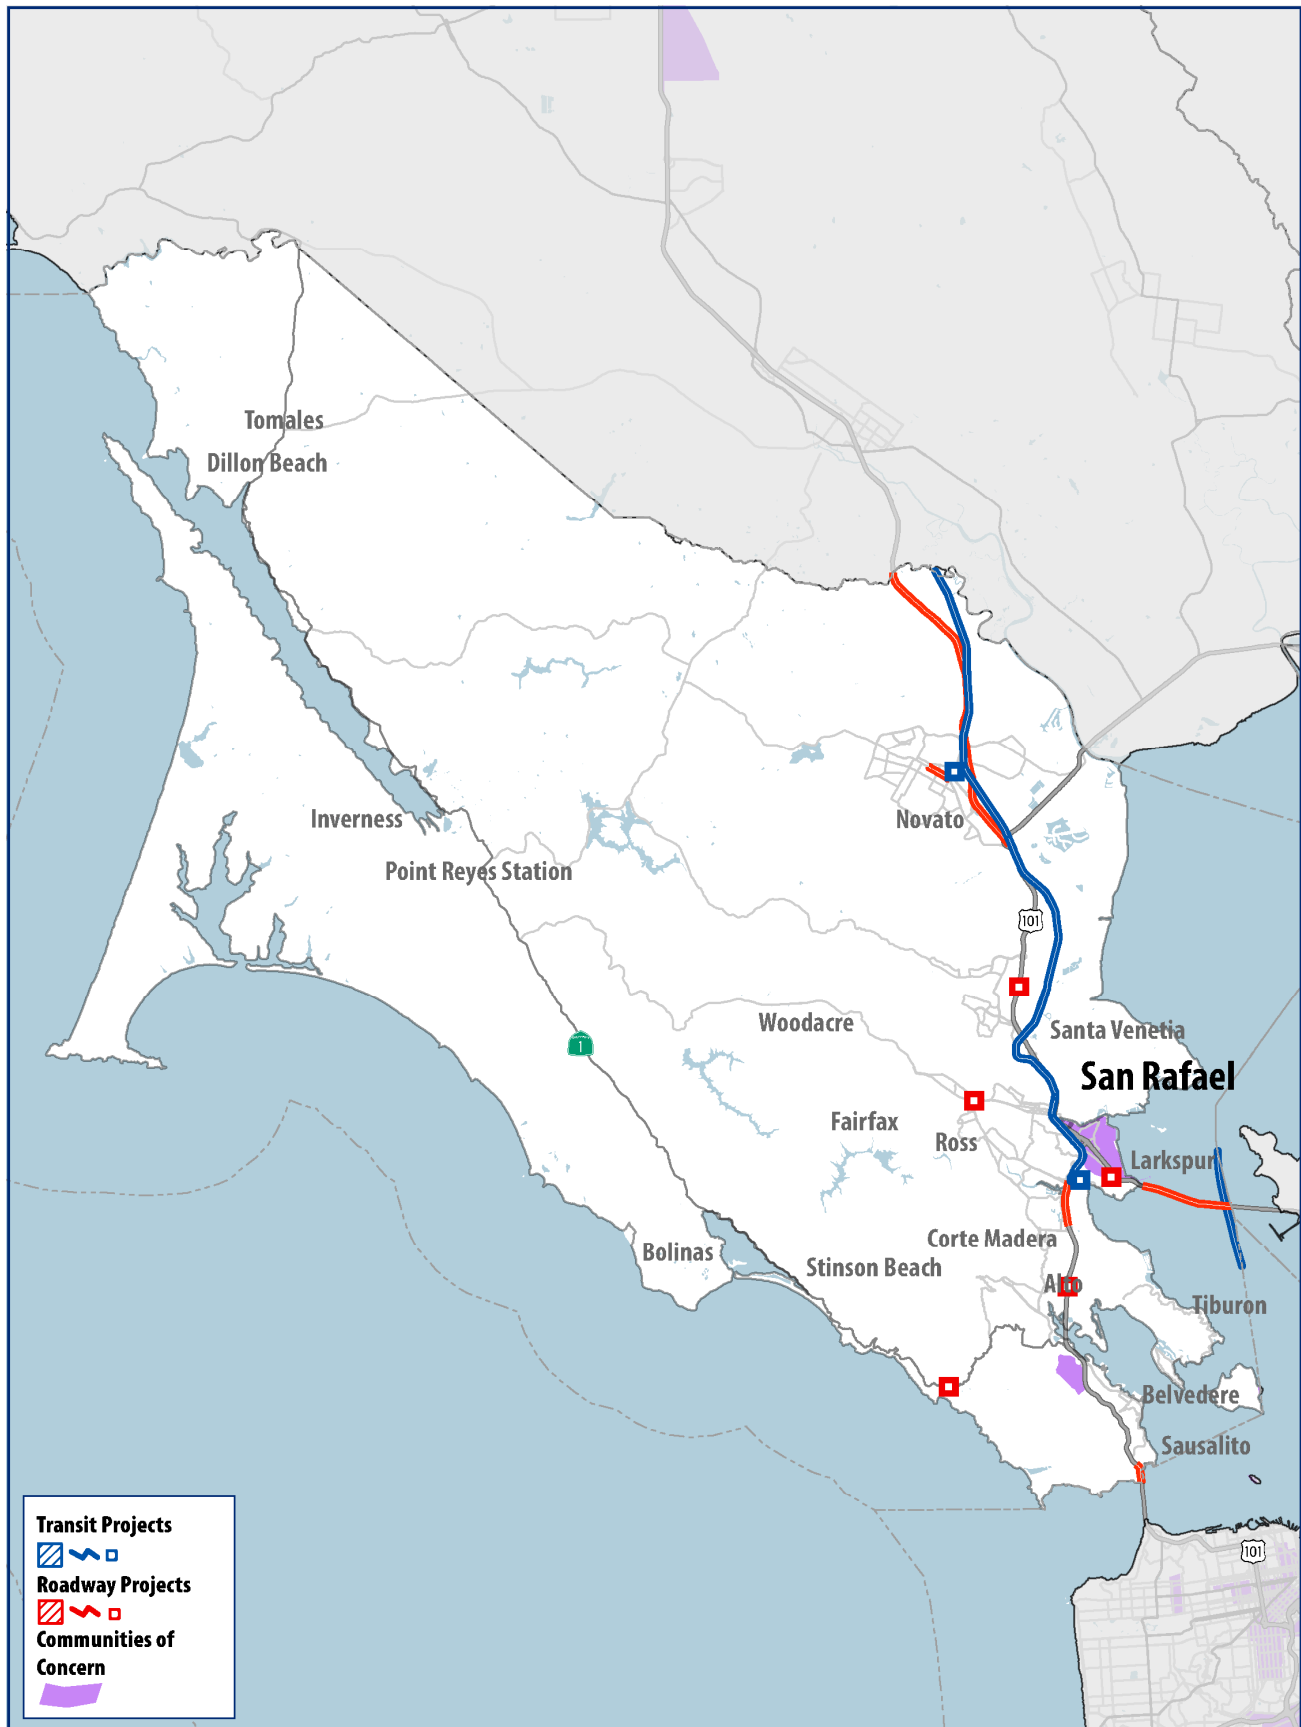 Tomales
Dillon Beach
Inverness
Point Reyes Station
Novato
101
Woodacre
Santa Venetia
1
San Rafael
Fairfax
Ross
Larkspur
Corte Madera
Bolinas
Stinson Beach
Alto
Tiburon
Belvedere
Sausalito
101
Transit Projects
Roadway Projects
Communities of
Concern